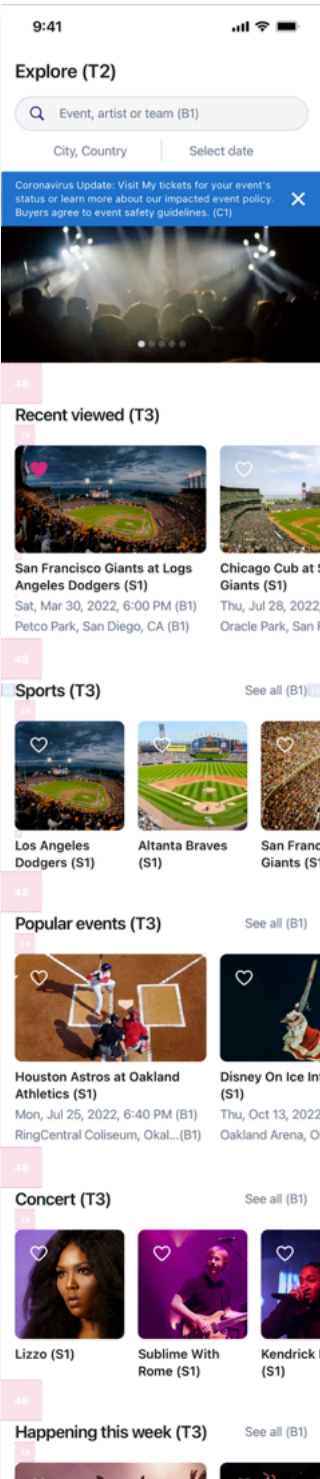 9:41
Explore (T2)
Event, artist or team (B1)
City, Country
Select date
Coronavirus Update: Visit My tickets for your event's
status or learn more about our impacted event policy.
Buyers agree to event safety guidelines. (C1)
48
Recent viewed (T3)
24
San Francisco Giants at Logs
Angeles Dodgers (S1)
Sat, Mar 30, 2022, 6:00 PM (B1)
Petco Park, San Diego, CA (B1)
Chicago Cub at S
Giants (S1)
Thu, Jul 28, 2022,
Oracle Park, San F
48
Sports (T3)
See all (B1)
24
Los Angeles
Dodgers (S1)
Altanta Braves
(S1)
San Franc
Giants (S1
48
Popular events (T3)
See all (B1)
24
Houston Astros at Oakland
Athletics (S1)
Mon, Jul 25, 2022, 6:40 PM (B1)
RingCentral Coliseum, Okal...(B1)
Disney On Ice Int
(S1)
Thu, Oct 13, 2022
Oakland Arena, O
48
Concert (T3)
See all (B1)
24
Lizzo (S1)
Sublime With
Rome (S1)
Kendrick
(S1)
48
Happening this week (T3)
See all (B1)
24